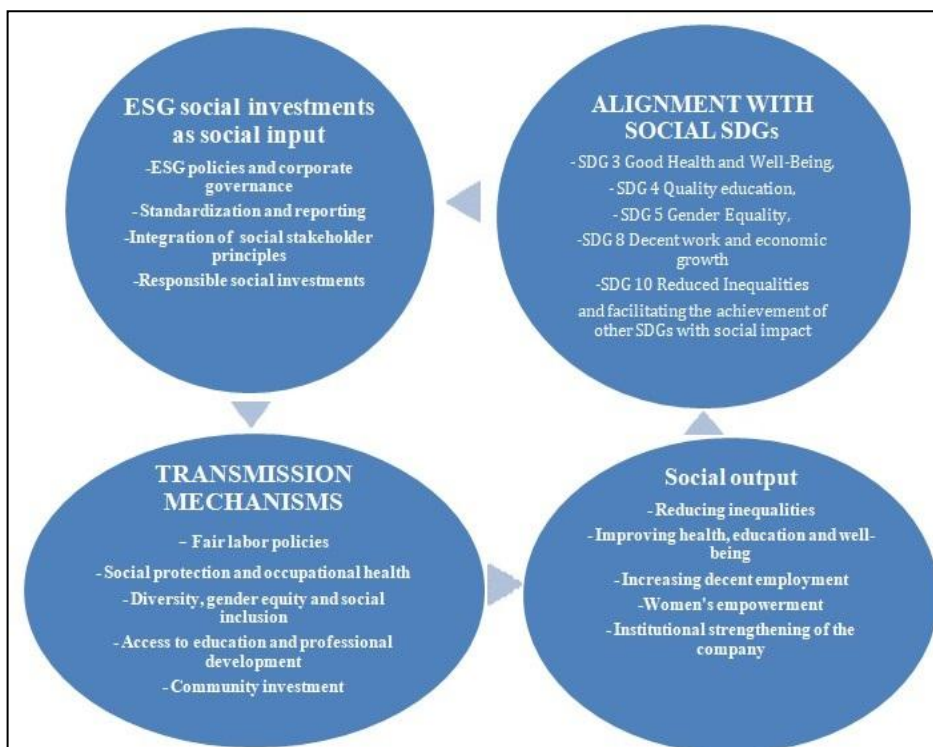 ESG social investments
as social input
-ESG policies and corporate
governance
-Standardization and reporting
-Integration of social stakeholder
principles
-Responsible social investments
ALIGNMENT WITH
SOCIAL SDGs
-SDG 3 Good Health and Well-Being,
-SDG 4 Quality education,
-SDG 5 Gender Equality,
-SDG 8 Decent work and economic
growth
-SDG 10 Reduced Inequalities
and facilitating the achievement of
other SDGs with social impact
TRANSMISSION
MECHANISMS
– Fair labor policies
-Social protection and occupational health
-Diversity, gender equity and social
inclusion
-Access to education and professional
development
-Community investment
Social output
-Reducing inequalities
-Improving health, education and well-
being
-Increasing decent employment
-Women's empowerment
-Institutional strengthening of the
company